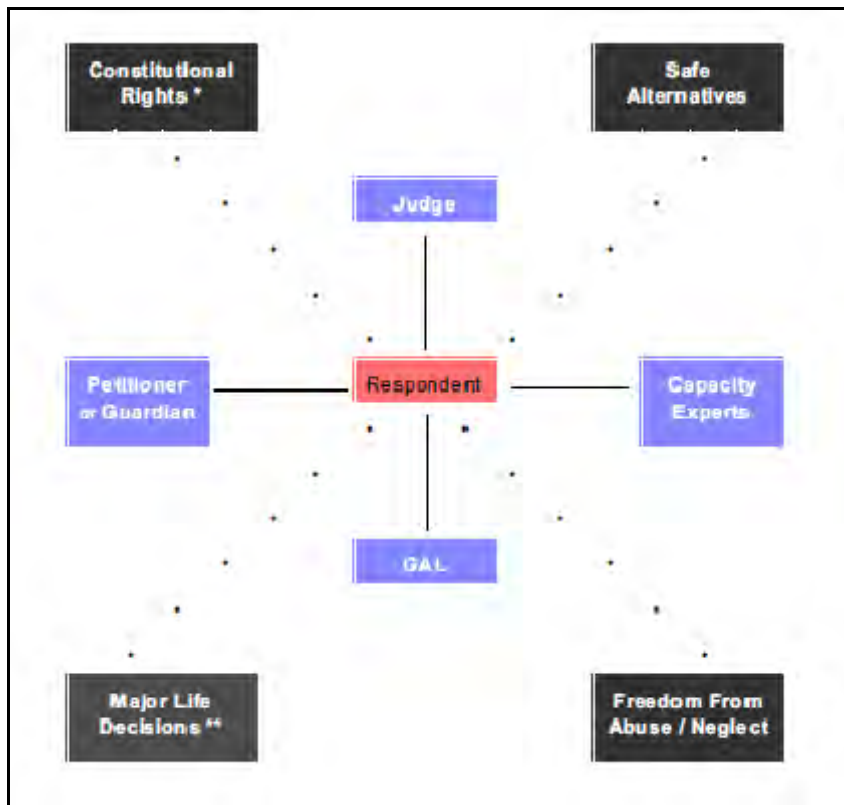 Constitutional
Rights *
Safe
Alternatives
Judge
Petitioner
or Guardian
Respondent
Capacity
Experts
GAL
Major Life
Decisions **
Freedom From
Abuse / Neglect